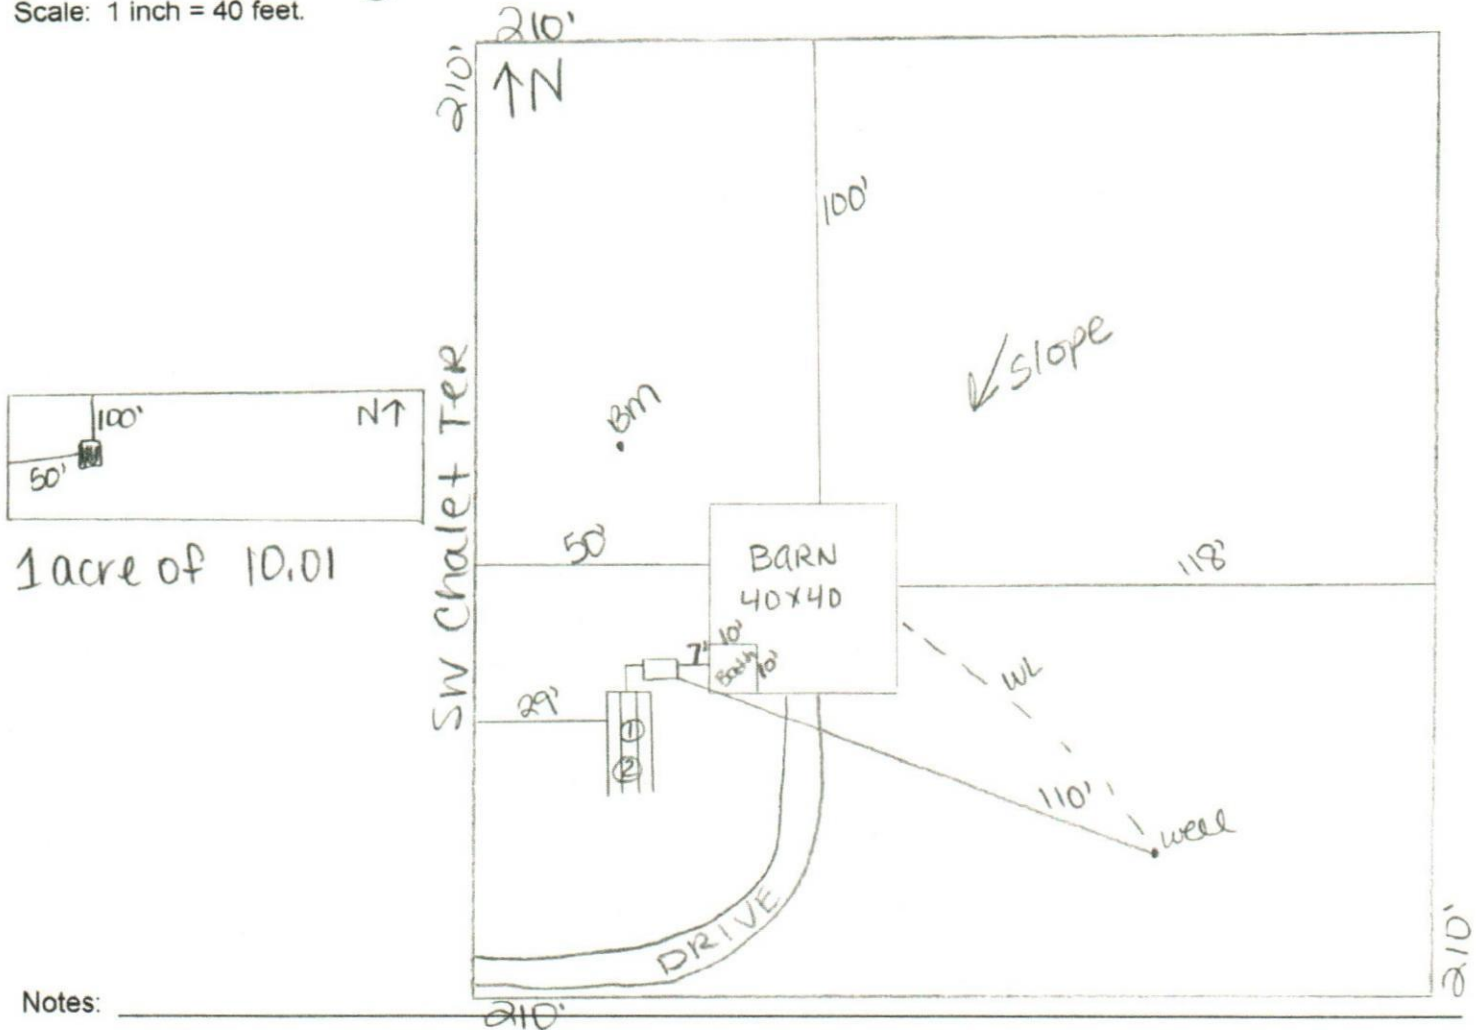 Scale: 1 inch = 40 feet.
210'
210'
↑N
100'
SLOPE
BM
SW Chalet Ter
100'
N↑
50'
1 acre of 10.01
50'
BARN
40X40
118'
10'
7'
Bath
10'
WL
29'
1
2
110'
well
DRIVE
210'
210'
Notes: